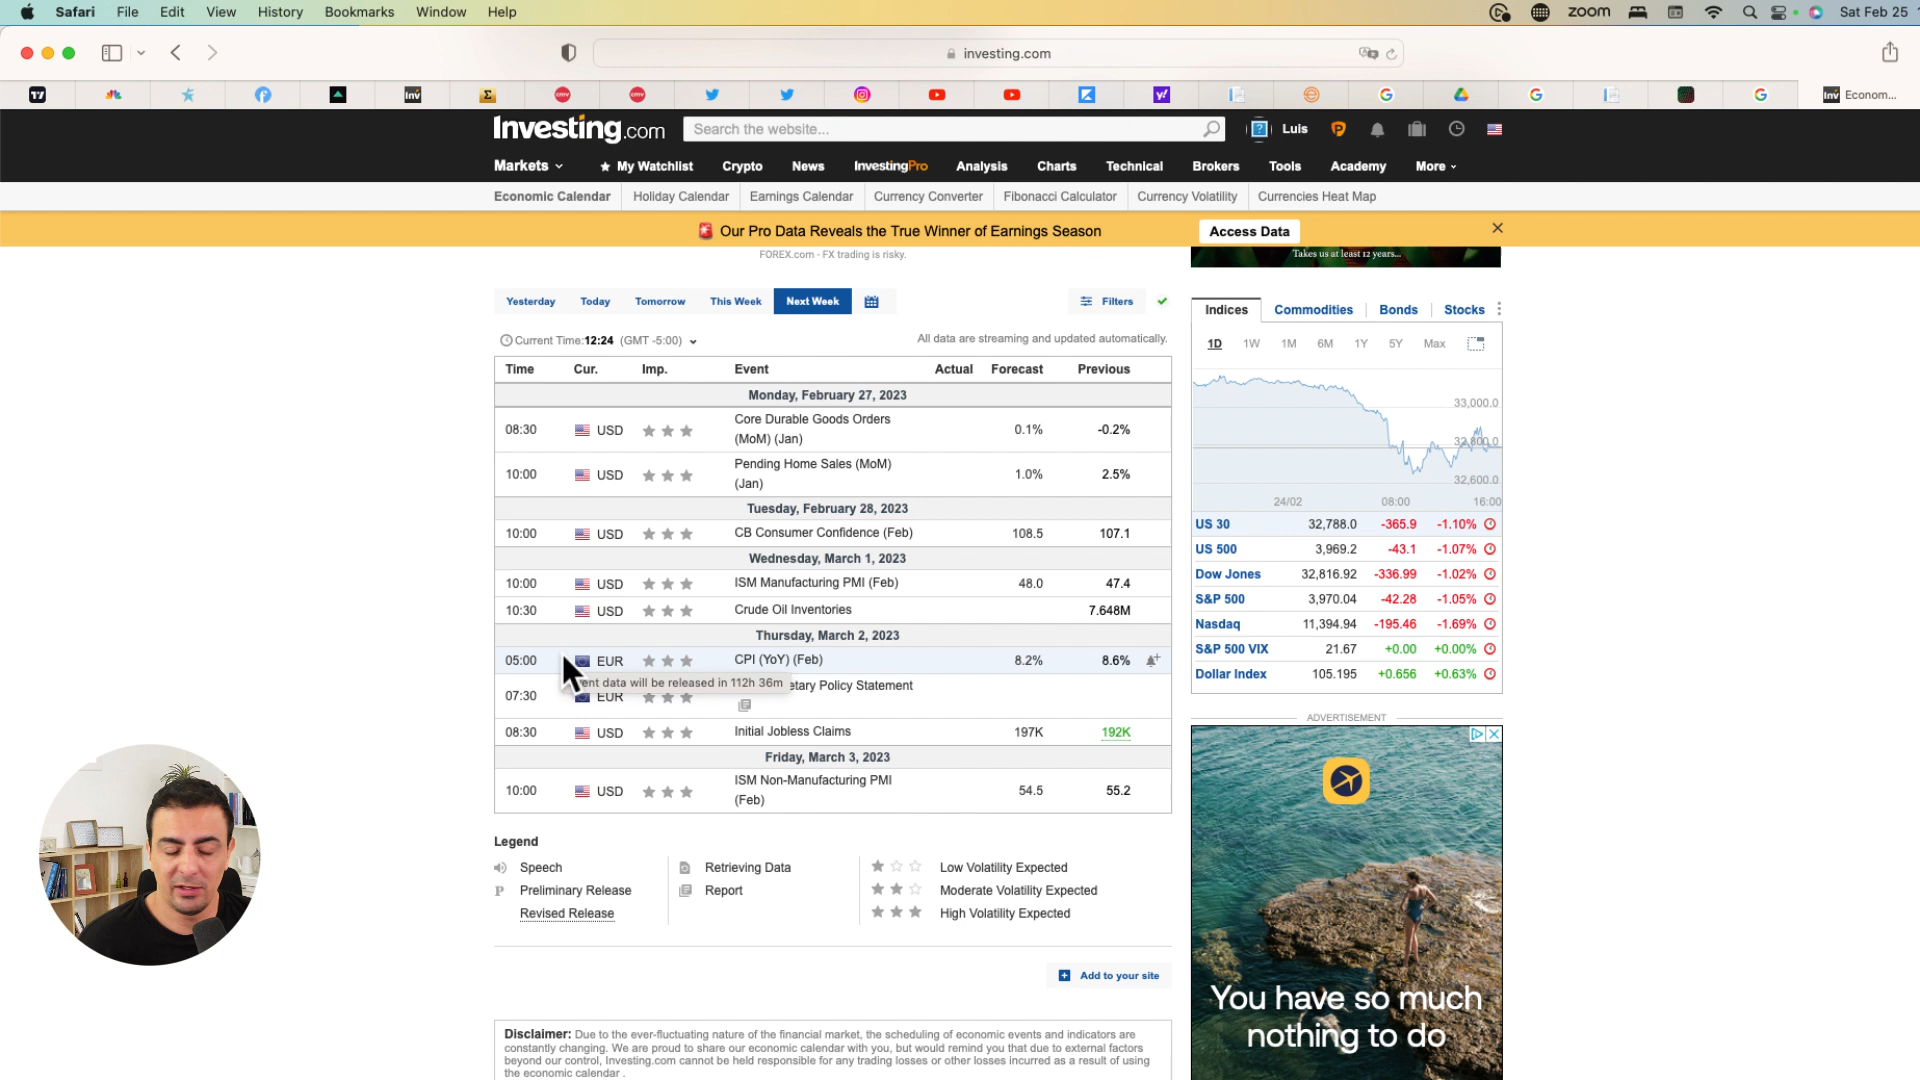 Safari File Edit View History Bookmarks Window Help zoom Sat Feb 25
investing.com
Inv Econom...
Investing.com Search the website... Luis
Markets My Watchlist Crypto News InvestingPro Analysis Charts Technical Brokers Tools Academy More
Economic Calendar Holiday Calendar Earnings Calendar Currency Converter Fibonacci Calculator Currency Volatility Currencies Heat Map
Our Pro Data Reveals the True Winner of Earnings Season Access Data
FOREX.com - FX trading is risky.
Takes us at least 12 years...
Yesterday Today Tomorrow This Week Next Week Filters
Current Time:12:24 (GMT -5:00) All data are streaming and updated automatically.
Time Cur. Imp. Event Actual Forecast Previous
Monday, February 27, 2023
08:30 USD Core Durable Goods Orders 0.1% -0.2%
(MoM) (Jan)
10:00 USD Pending Home Sales (MoM) 1.0% 2.5%
(Jan)
Tuesday, February 28, 2023
10:00 USD CB Consumer Confidence (Feb) 108.5 107.1
Wednesday, March 1, 2023
10:00 USD ISM Manufacturing PMI (Feb) 48.0 47.4
10:30 USD Crude Oil Inventories 7.648M
Thursday, March 2, 2023
05:00 EUR CPI (YoY) (Feb) 8.2% 8.6%
data will be released in 112h 36m
07:30 EUR Policy Statement
08:30 USD Initial Jobless Claims 197K 192K
Friday, March 3, 2023
10:00 USD ISM Non-Manufacturing PMI 54.5 55.2
(Feb)
Legend
Speech Retrieving Data Low Volatility Expected
P Preliminary Release Report Moderate Volatility Expected
Revised Release High Volatility Expected
Add to your site
Disclaimer: Due to the ever-fluctuating nature of the financial market, the scheduling of economic events and indicators are
constantly changing. We are proud to share our economic calendar with you, but would remind you that due to external factors
beyond our control, Investing.com cannot be held responsible for any trading losses or other losses incurred as a result of using
the economic calendar .
Indices Commodities Bonds Stocks
1D 1W 1M 6M 1Y 5Y Max
33,000.0
32,800.0
32,600.0
24/02 08:00 16:00
US 30 32,788.0 -365.9 -1.10%
US 500 3,969.2 -43.1 -1.07%
Dow Jones 32,816.92 -336.99 -1.02%
S&P 500 3,970.04 -42.28 -1.05%
Nasdaq 11,394.94 -195.46 -1.69%
S&P 500 VIX 21.67 +0.00 +0.00%
Dollar Index 105.195 +0.656 +0.63%
ADVERTISEMENT
You have so much
nothing to do